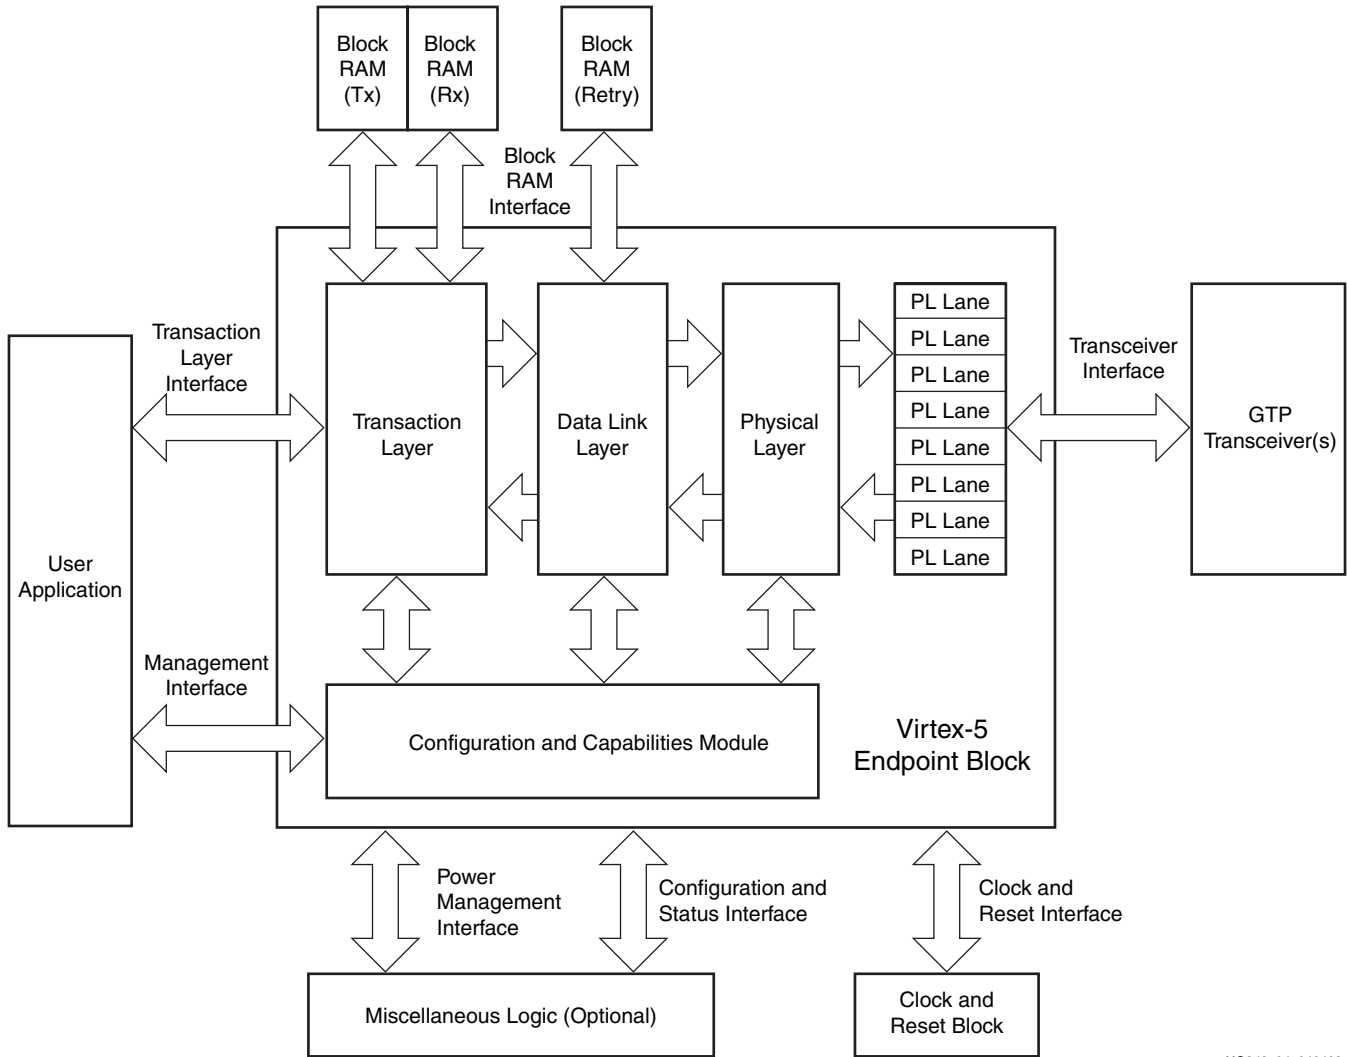 Block
RAM
(Tx)
Block
RAM
(Rx)
Block
RAM
(Retry)
Block
RAM
Interface
Transaction
Layer
Interface
Transaction
Layer
Data Link
Layer
Physical
Layer
PL Lane
PL Lane
PL Lane
PL Lane
PL Lane
PL Lane
PL Lane
PL Lane
Transceiver
Interface
GTP
Transceiver(s)
User
Application
Management
Interface
Configuration and Capabilities Module
Virtex-5
Endpoint Block
Power
Management
Interface
Configuration and
Status Interface
Clock and
Reset Interface
Miscellaneous Logic (Optional)
Clock and
Reset Block